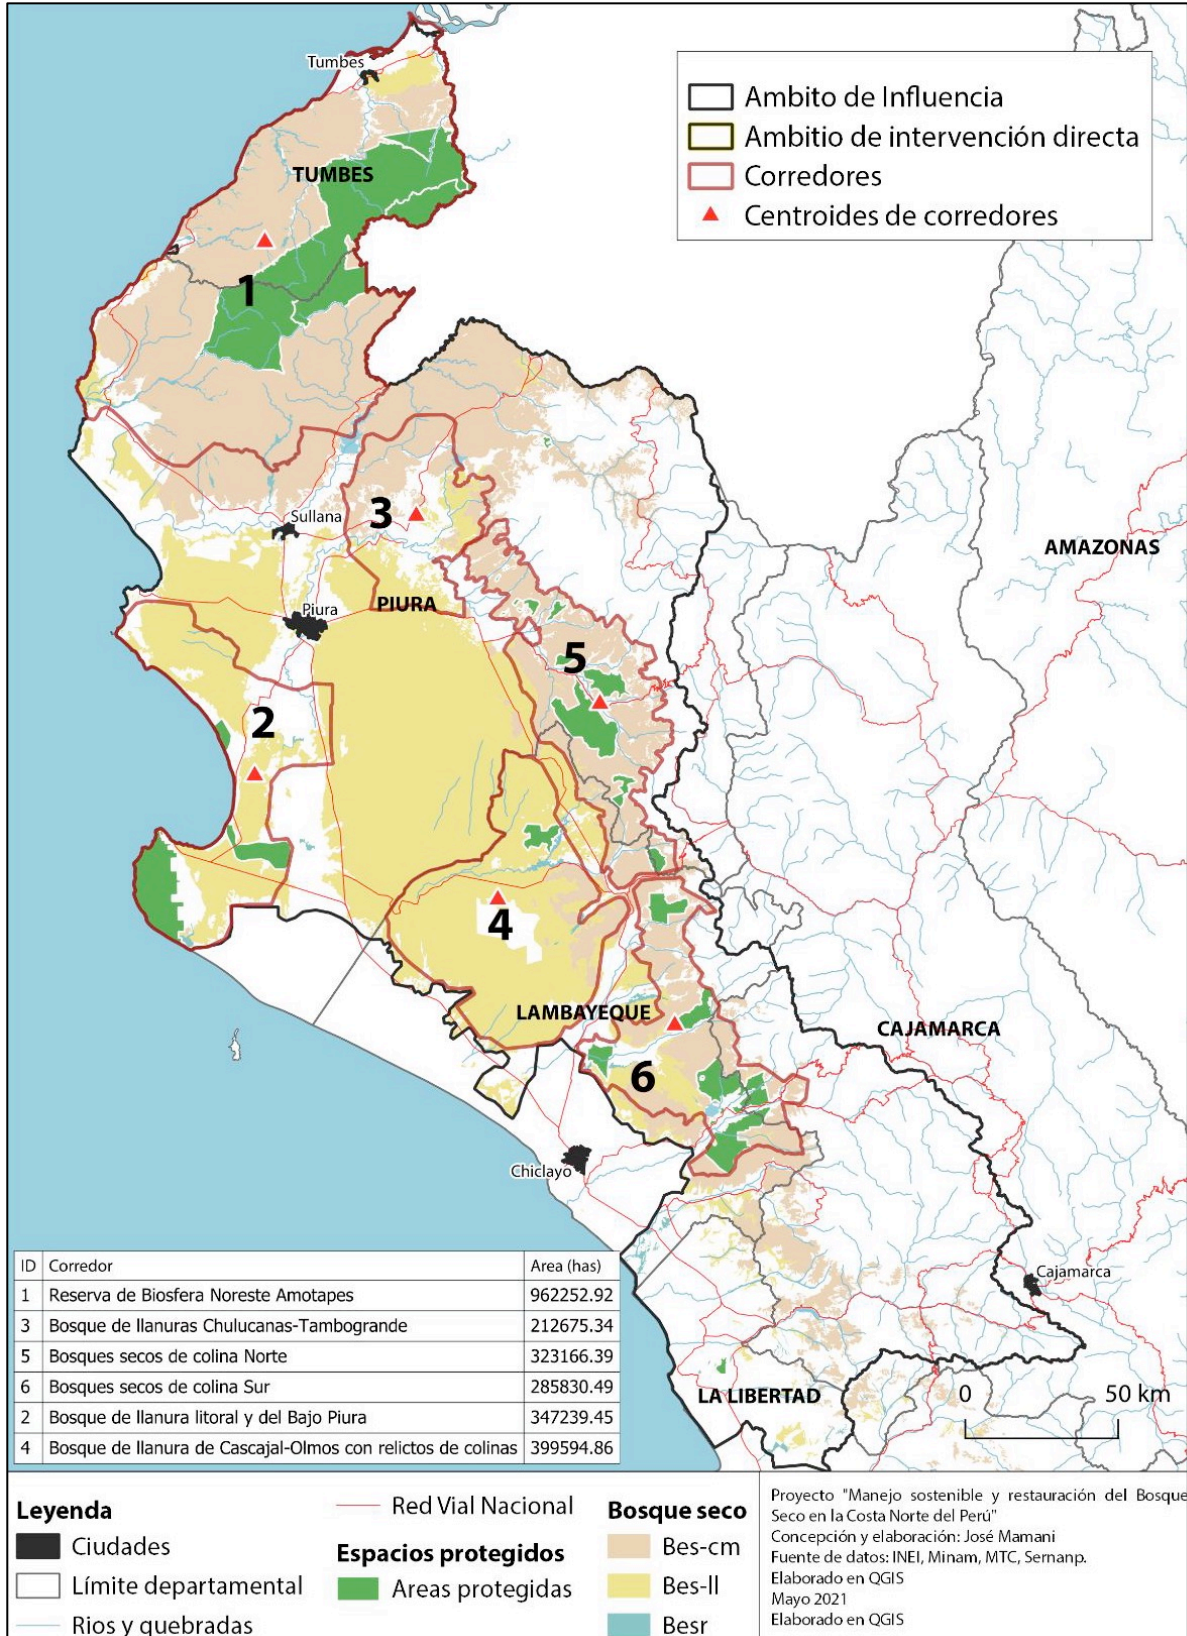 Tumbes
Ambito de Influencia
Ambitio de intervención directa
Corredores
Centroides de corredores
TUMBES
1
Sullana
3
AMAZONAS
Piura
PIURA
5
2
4
LAMBAYEQUE
CAJAMARCA
6
Chiclayo
Cajamarca
ID Corredor Area (has)
1 Reserva de Biosfera Noreste Amotapes 962252.92
3 Bosque de llanuras Chulucanas-Tambogrande 212675.34
5 Bosques secos de colina Norte 323166.39
6 Bosques secos de colina Sur 285830.49
2 Bosque de llanura litoral y del Bajo Piura 347239.45
4 Bosque de llanura de Cascajal-Olmos con relictos de colinas 399594.86
LA LIBERTAD
0 50 km
Leyenda
Ciudades
Límite departamental
Rios y quebradas
Red Vial Nacional
Espacios protegidos
Areas protegidas
Bosque seco
Bes-cm
Bes-ll
Besr
Proyecto "Manejo sostenible y restauración del Bosque
Seco en la Costa Norte del Perú"
Concepción y elaboración: José Mamani
Fuente de datos: INEI, Minam, MTC, Sernanp.
Elaborado en QGIS
Mayo 2021
Elaborado en QGIS